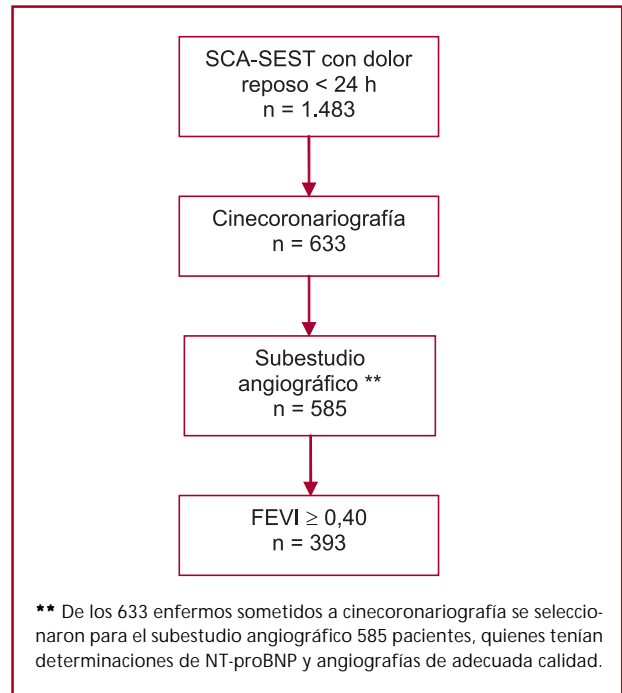 SCA-SEST con dolor
reposo < 24 h
n = 1.483
Cinecoronariografía
n = 633
Subestudio
angiográfico **
n = 585
FEVI ≥ 0,40
n = 393
** De los 633 enfermos sometidos a cinecoronariografía se seleccio-
naron para el subestudio angiográfico 585 pacientes, quienes tenían
determinaciones de NT-proBNP y angiografías de adecuada calidad.